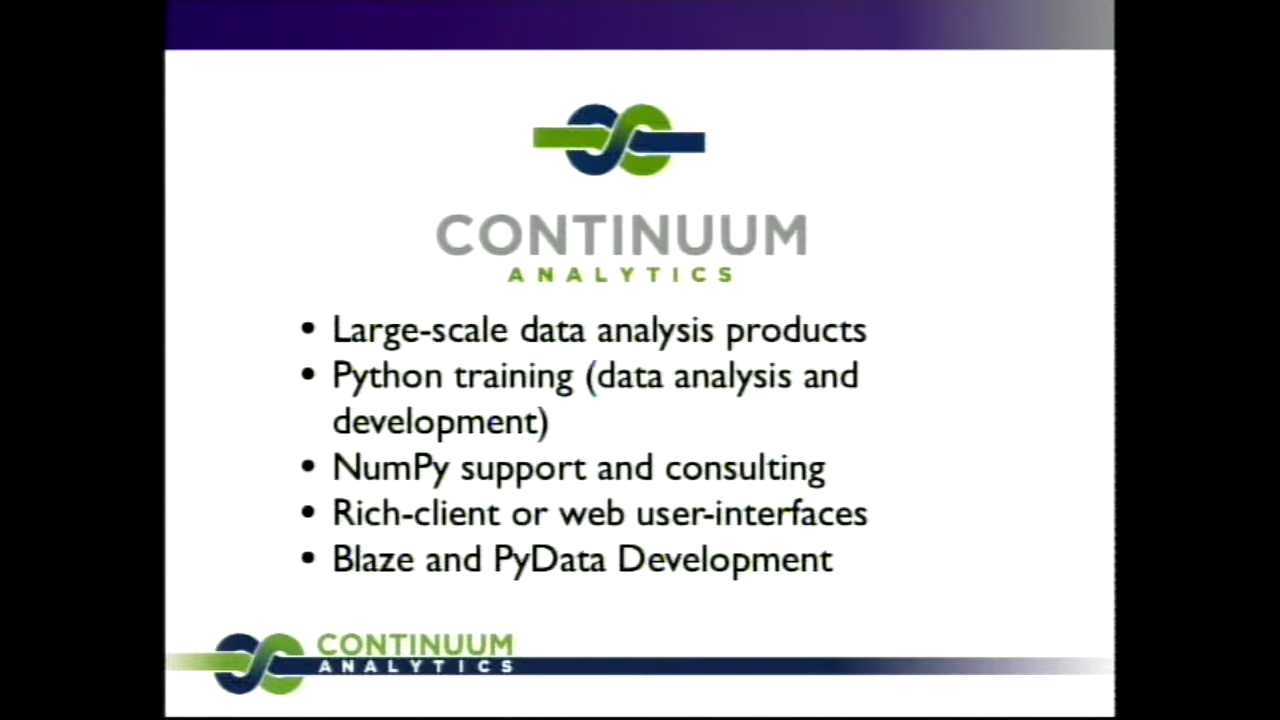 CONTINUUM
ANALYTICS
• Large-scale data analysis products
• Python training (data analysis and
development)
• NumPy support and consulting
• Rich-client or web user-interfaces
• Blaze and PyData Development
CONTINUUM
ANALYTICS